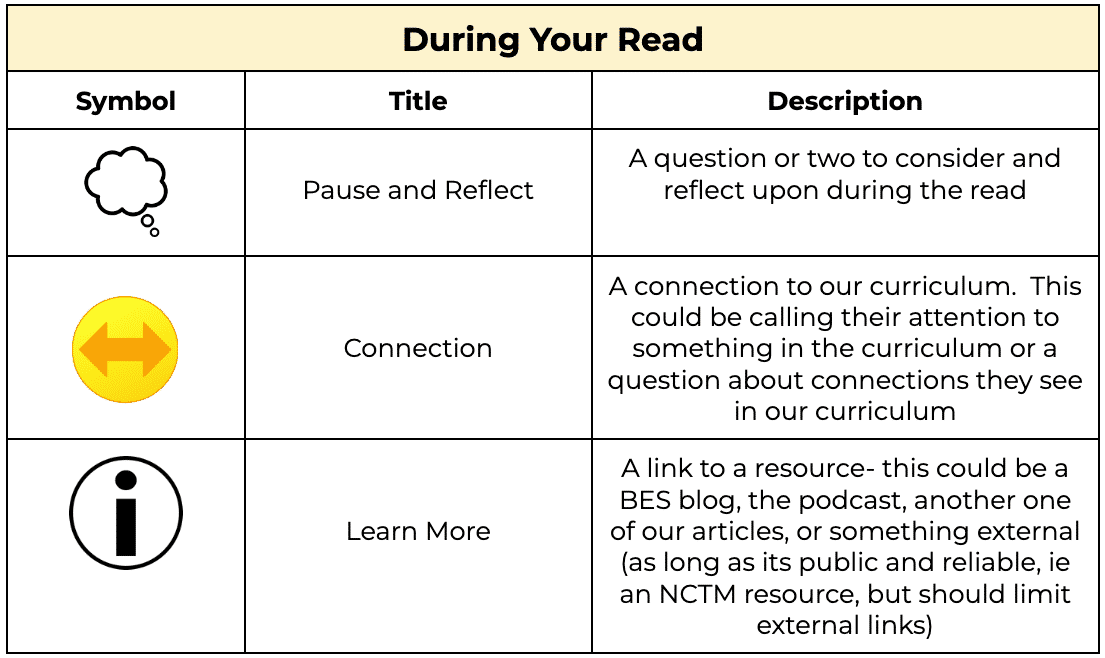 During Your Read
Symbol
Title
Description
Pause and Reflect
A question or two to consider and
reflect upon during the read
Connection
A connection to our curriculum.  This
could be calling their attention to
something in the curriculum or a
question about connections they see
in our curriculum
Learn More
A link to a resource- this could be a
BES blog, the podcast, another one
of our articles, or something external
(as long as its public and reliable, ie
an NCTM resource, but should limit
external links)